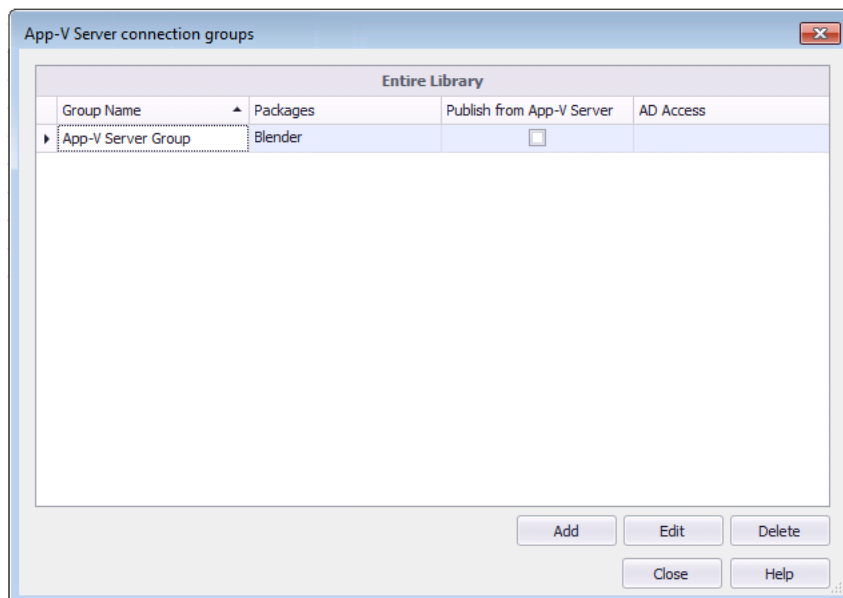 App-V Server connection groups
Entire Library
Group Name Packages Publish from App-V Server AD Access
App-V Server Group Blender
Add Edit Delete
Close Help